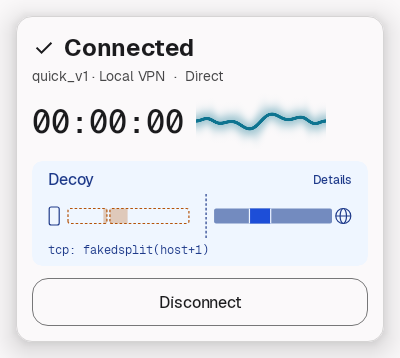 Connected
quick_v1 · Local VPN · Direct
00:00:00
Decoy Details
tcp: fakedsplit(host+1)
Disconnect